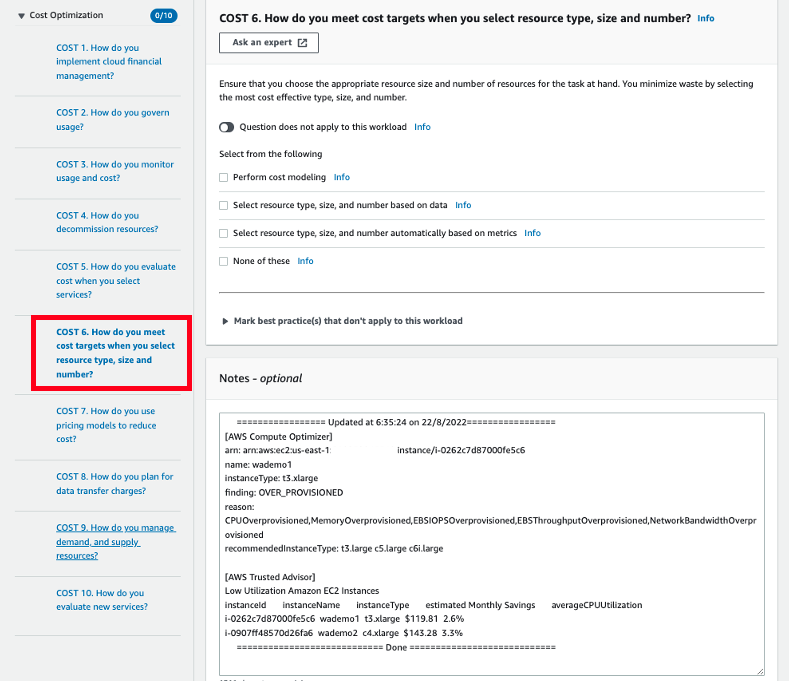 Cost Optimization
0/10
COST 1. How do you
implement cloud financial
management?
COST 2. How do you govern
usage?
COST 3. How do you monitor
usage and cost?
COST 4. How do you
decommission resources?
COST 5. How do you evaluate
cost when you select
services?
COST 6. How do you meet
cost targets when you select
resource type, size and
number?
COST 7. How do you use
pricing models to reduce
cost?
COST 8. How do you plan for
data transfer charges?
COST 9. How do you manage
demand, and supply
resources?
COST 10. How do you
evaluate new services?
COST 6. How do you meet cost targets when you select resource type, size and number? Info
Ask an expert
Ensure that you choose the appropriate resource size and number of resources for the task at hand. You minimize waste by selecting
the most cost effective type, size, and number.
Question does not apply to this workload Info
Select from the following
Perform cost modeling Info
Select resource type, size, and number based on data Info
Select resource type, size, and number automatically based on metrics Info
None of these Info
Mark best practice(s) that don't apply to this workload
Notes - optional
================= Updated at 6:35:24 on 22/8/2022=================
[AWS Compute Optimizer]
arn: arn:aws:ec2:us-east-1: instance/i-0262c7d87000fe5c6
name: wademo1
instanceType: t3.xlarge
finding: OVER_PROVISIONED
reason:
CPUOverprovisioned,MemoryOverprovisioned,EBSIOPSOverprovisioned,EBSThroughputOverprovisioned,NetworkBandwidthOverpr
ovisioned
recommendedInstanceType: t3.large c5.large c6i.large
[AWS Trusted Advisor]
Low Utilization Amazon EC2 Instances
instanceId instanceName instanceType estimated Monthly Savings averageCPUUtilization
i-0262c7d87000fe5c6 wademo1 t3.xlarge $119.81 2.6%
i-0907ff48570d26fa6 wademo2 c4.xlarge $143.28 3.3%
============================ Done ============================